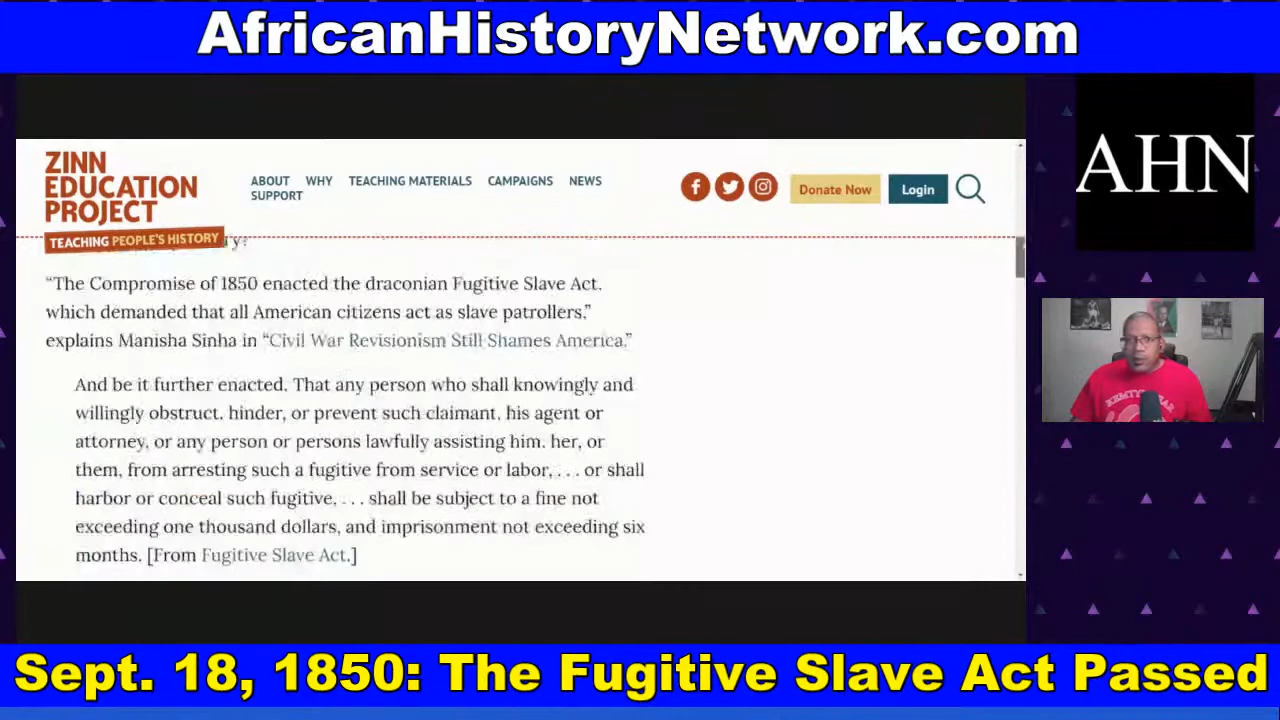 AfricanHistoryNetwork.com
AHN
ZINN
EDUCATION
PROJECT
TEACHING PEOPLE'S HISTORY
ABOUT WHY TEACHING MATERIALS CAMPAIGNS NEWS
SUPPORT
Donate Now
Login
“The Compromise of 1850 enacted the draconian Fugitive Slave Act,
which demanded that all American citizens act as slave patrollers,”
explains Manisha Sinha in “Civil War Revisionism Still Shames America.”
And be it further enacted, That any person who shall knowingly and
willingly obstruct, hinder, or prevent such claimant, his agent or
attorney, or any person or persons lawfully assisting him, her, or
them, from arresting such a fugitive from service or labor, . . . or shall
harbor or conceal such fugitive, . . . shall be subject to a fine not
exceeding one thousand dollars, and imprisonment not exceeding six
months. [From Fugitive Slave Act.]
Sept. 18, 1850: The Fugitive Slave Act Passed